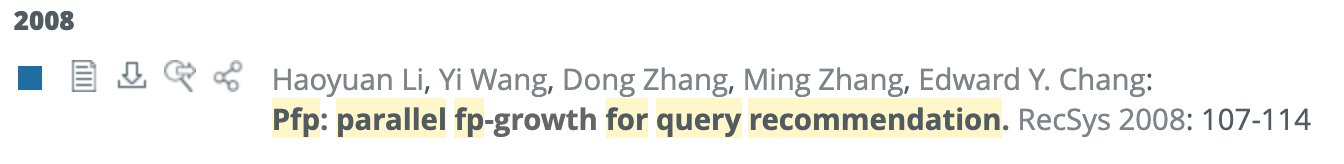 2008
Haoyuan Li, Yi Wang, Dong Zhang, Ming Zhang, Edward Y. Chang:
Pfp: parallel fp-growth for query recommendation. RecSys 2008: 107-114